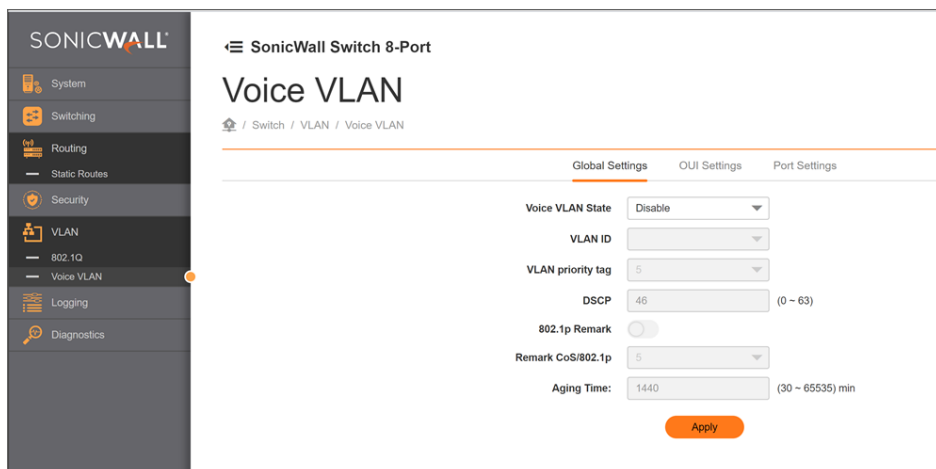 SONICWALL
System
Switching
Routing
Static Routes
Security
VLAN
802.1Q
Voice VLAN
Logging
Diagnostics
SonicWall Switch 8-Port
Voice VLAN
/ Switch / VLAN / Voice VLAN
Global Settings OUI Settings Port Settings
Voice VLAN State Disable
VLAN ID
VLAN priority tag 5
DSCP 46 (0 ~ 63)
802.1p Remark
Remark CoS/802.1p 5
Aging Time: 1440 (30 ~ 65535) min
Apply